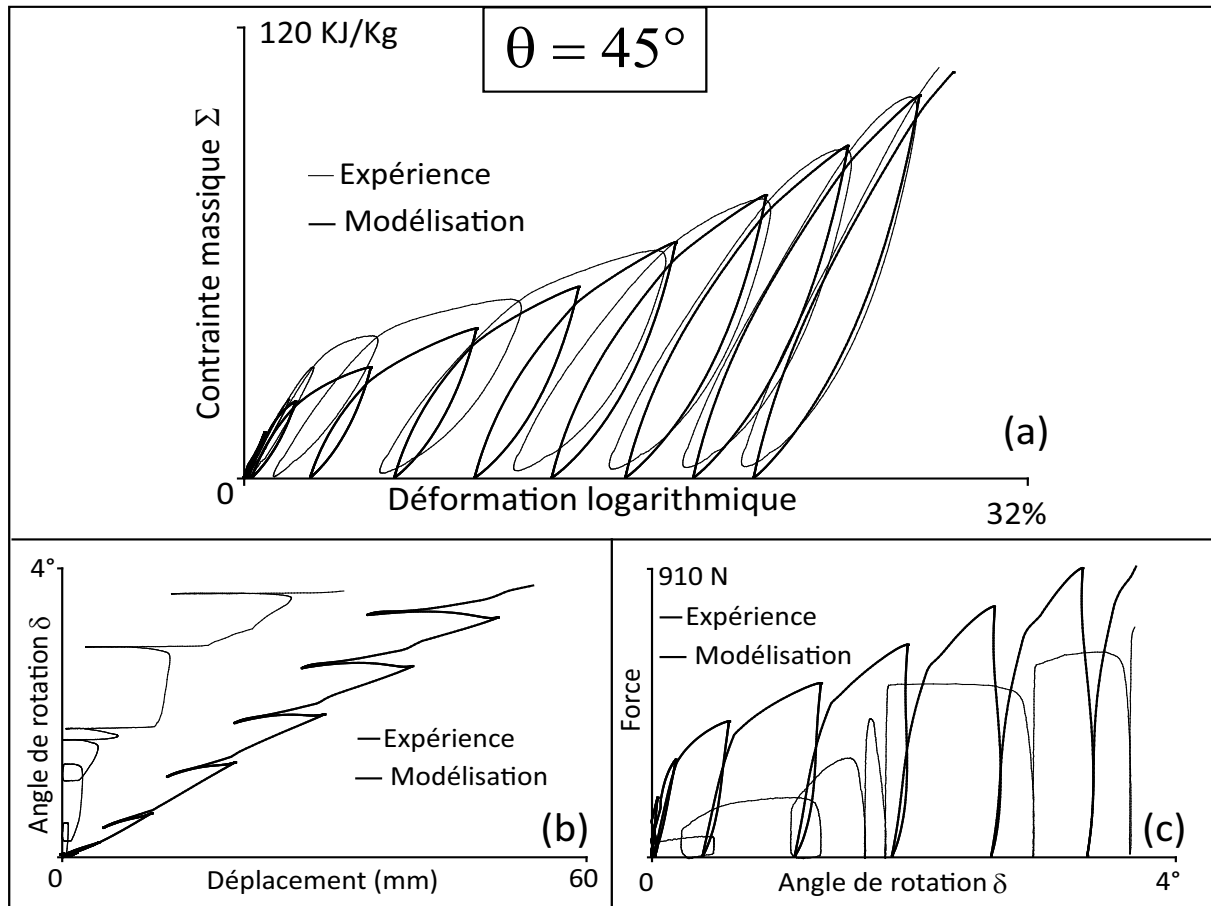 120 KJ/Kg
θ = 45°
Contrainte massique Σ
Expérience
Modélisation
(a)
0
Déformation logarithmique
32%
4°
Angle de rotation δ
Expérience
Modélisation
(b)
0
Déplacement (mm)
60
910 N
Expérience
Modélisation
Force
(c)
0
Angle de rotation δ
4°